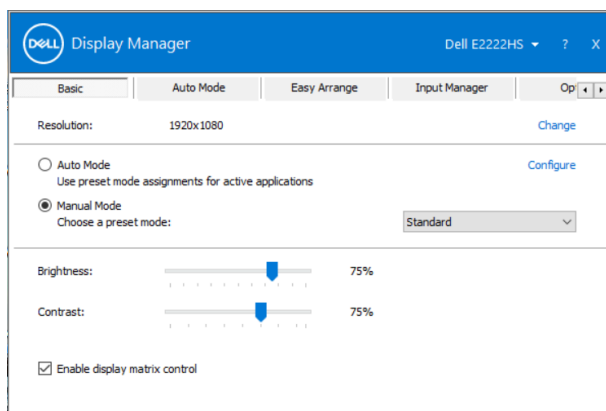 DELL Display Manager Dell E2222HS ? X
Basic Auto Mode Easy Arrange Input Manager Op
Resolution: 1920x1080 Change
Auto Mode Configure
Use preset mode assignments for active applications
Manual Mode
Choose a preset mode: Standard
Brightness: 75%
Contrast: 75%
Enable display matrix control